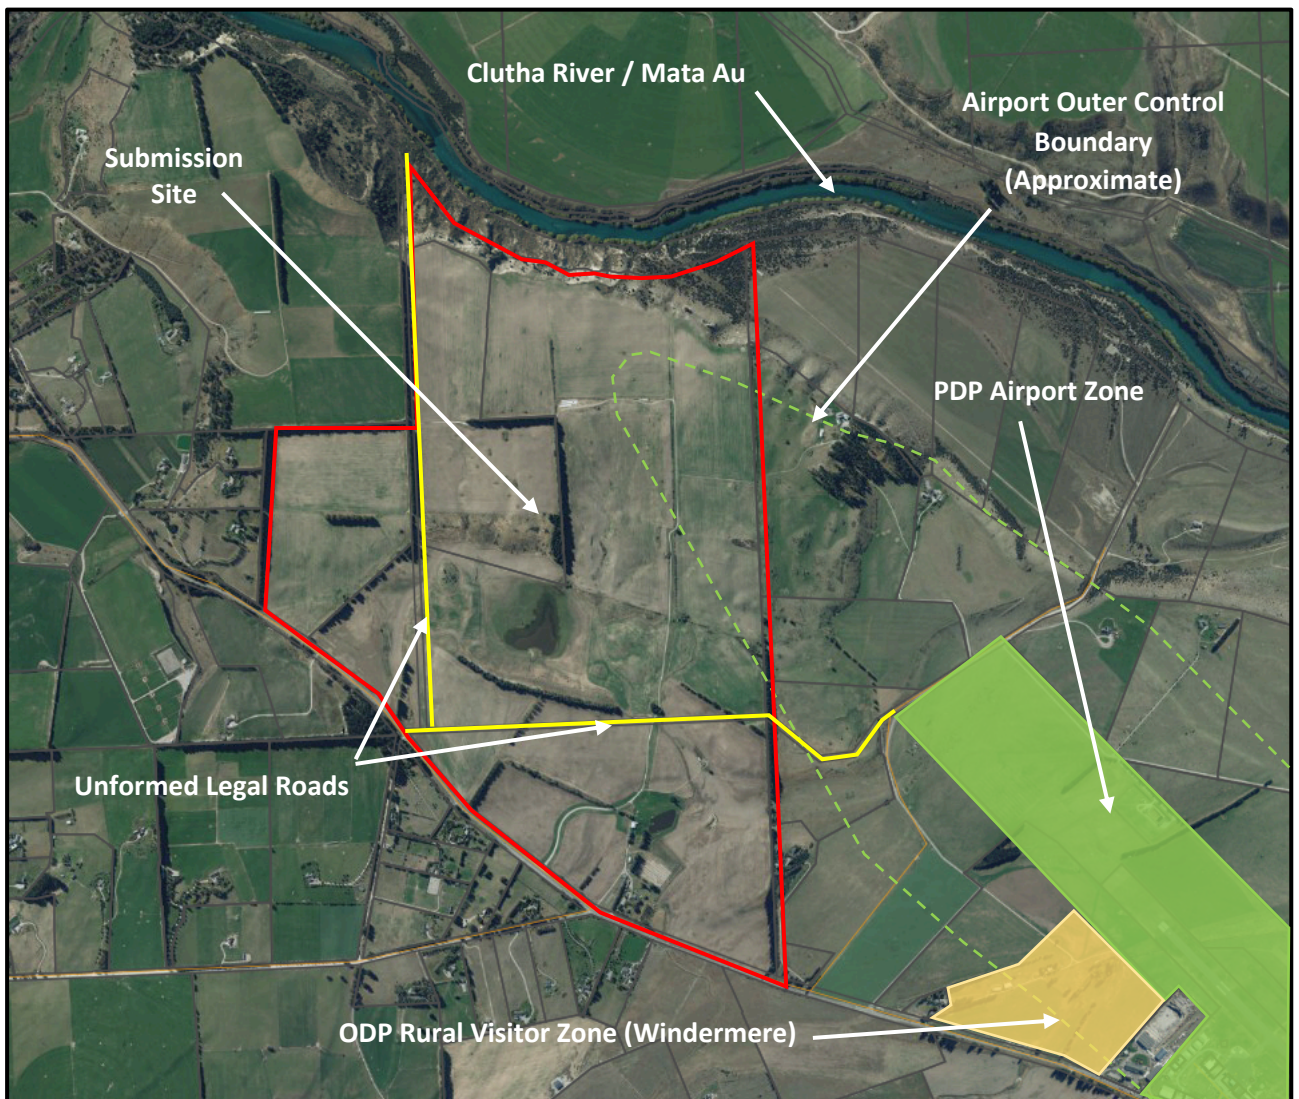 Clutha River / Mata Au
Airport Outer Control
Boundary
(Approximate)
Submission
Site
PDP Airport Zone
Unformed Legal Roads
ODP Rural Visitor Zone (Windermere)